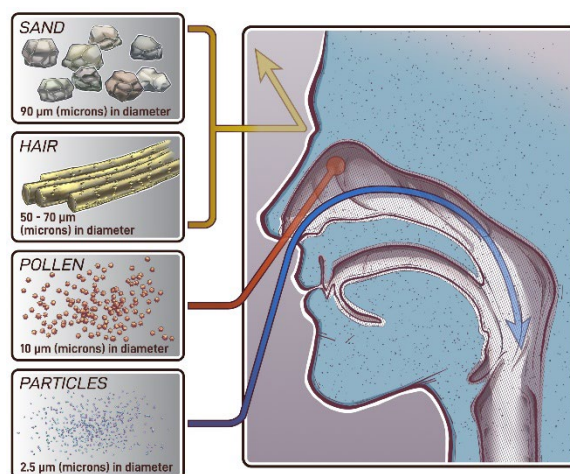 SAND
90 µm (microns) in diameter
HAIR
50 - 70 µm
(microns) in diameter
POLLEN
10 µm (microns) in diameter
PARTICLES
2.5 µm (microns) in diameter